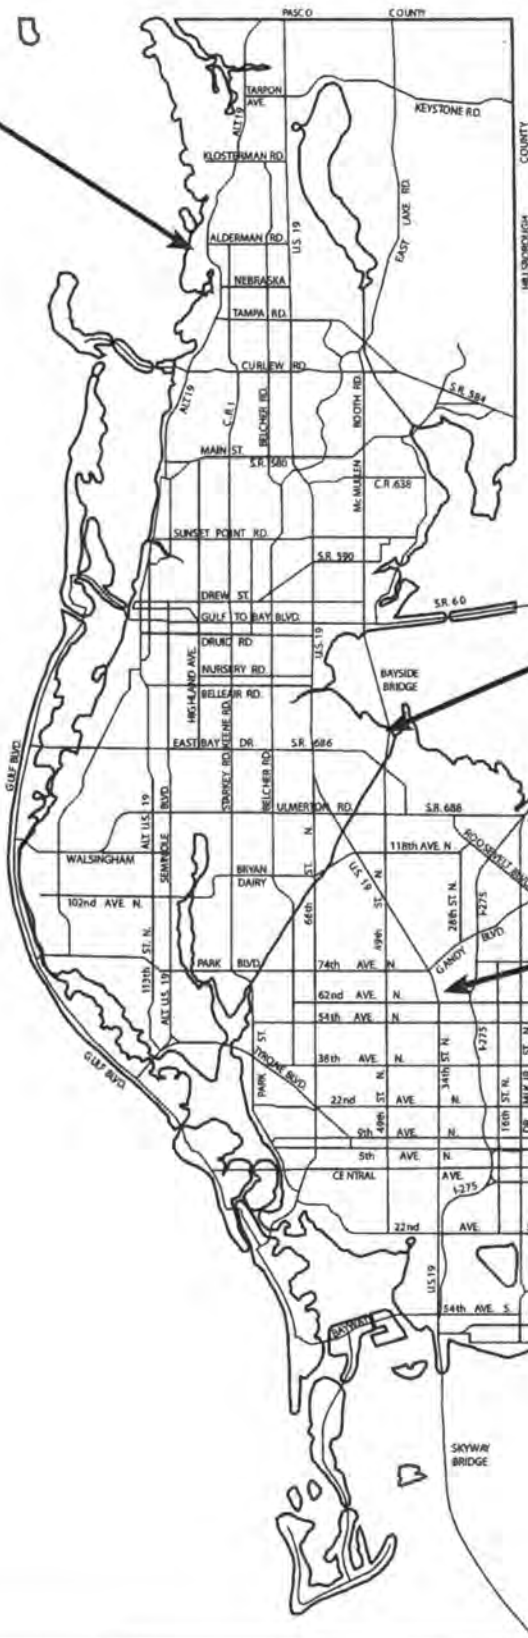 PASCO COUNTY
TARPON
AVE.
KEYSTONE RD.
ALT 19
COUNTY
HILLSBOROUGH
KLOSTERMAN RD.
EAST LAKE RD.
U.S. 19
ALDERMAN RD.
NEBRASKA
TAMPA RD.
CURLEW RD.
S.R. 584
ALT 19
C.R. 1
BELCHER RD.
McMULLEN BOOTH RD.
MAIN ST.
S.R. 580
C.R. 638
SUNSET POINT RD.
S.R. 590
DREW ST.
S.R. 60
GULF TO BAY BLVD.
DRUID RD.
U.S. 19
HIGHLAND AVE.
NURSERY RD.
BELLEAIR RD.
BAYSIDE
BRIDGE
GULF BLVD.
EAST BAY DR. S.R. 686
STARKEY RD.
KEENE RD.
BELCHER RD.
ULMERTON RD. S.R. 688
ALT U.S. 19
SEMINOLE BLVD.
WALSINGHAM
118th AVE. N.
ROOSEVELT BLVD.
66th ST. N.
U.S. 19
BRYAN
DAIRY
102nd AVE. N.
49th ST. N.
28th ST. N.
I-275
GANDY BLVD.
113th ST. N.
ALT U.S. 19
PARK BLVD. 74th AVE. N.
62nd AVE. N.
54th AVE. N.
GULF BLVD.
TYRONE BLVD.
PARK ST.
38th AVE. N.
34th ST. N.
I-275
16th ST. N.
22nd AVE. N.
49th ST. N.
9th AVE. N.
5th AVE. N.
CENTRAL AVE.
I-275
22nd AVE.
U.S. 19
54th AVE. S.
BAYWAY
SKYWAY
BRIDGE